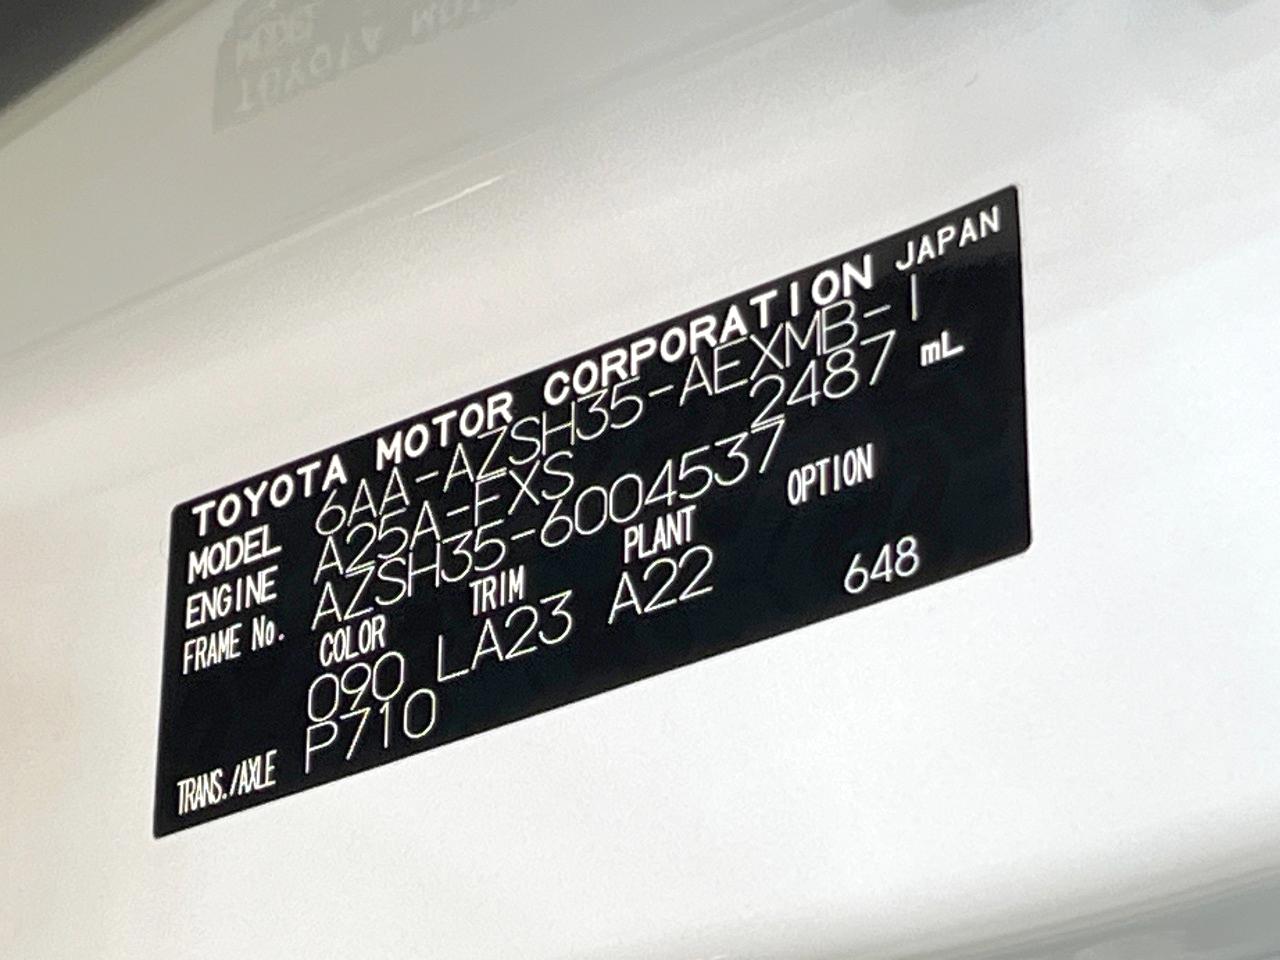 TOYOTA MOTOR CORPORATION JAPAN
MODEL 6AA-AZSH35-AEXMB-I
ENGINE A25A-FXS 2487 mL
FRAME No. AZSH35-6004537
COLOR TRIM PLANT OPTION
090 LA23 A22 648
TRANS./AXLE P710